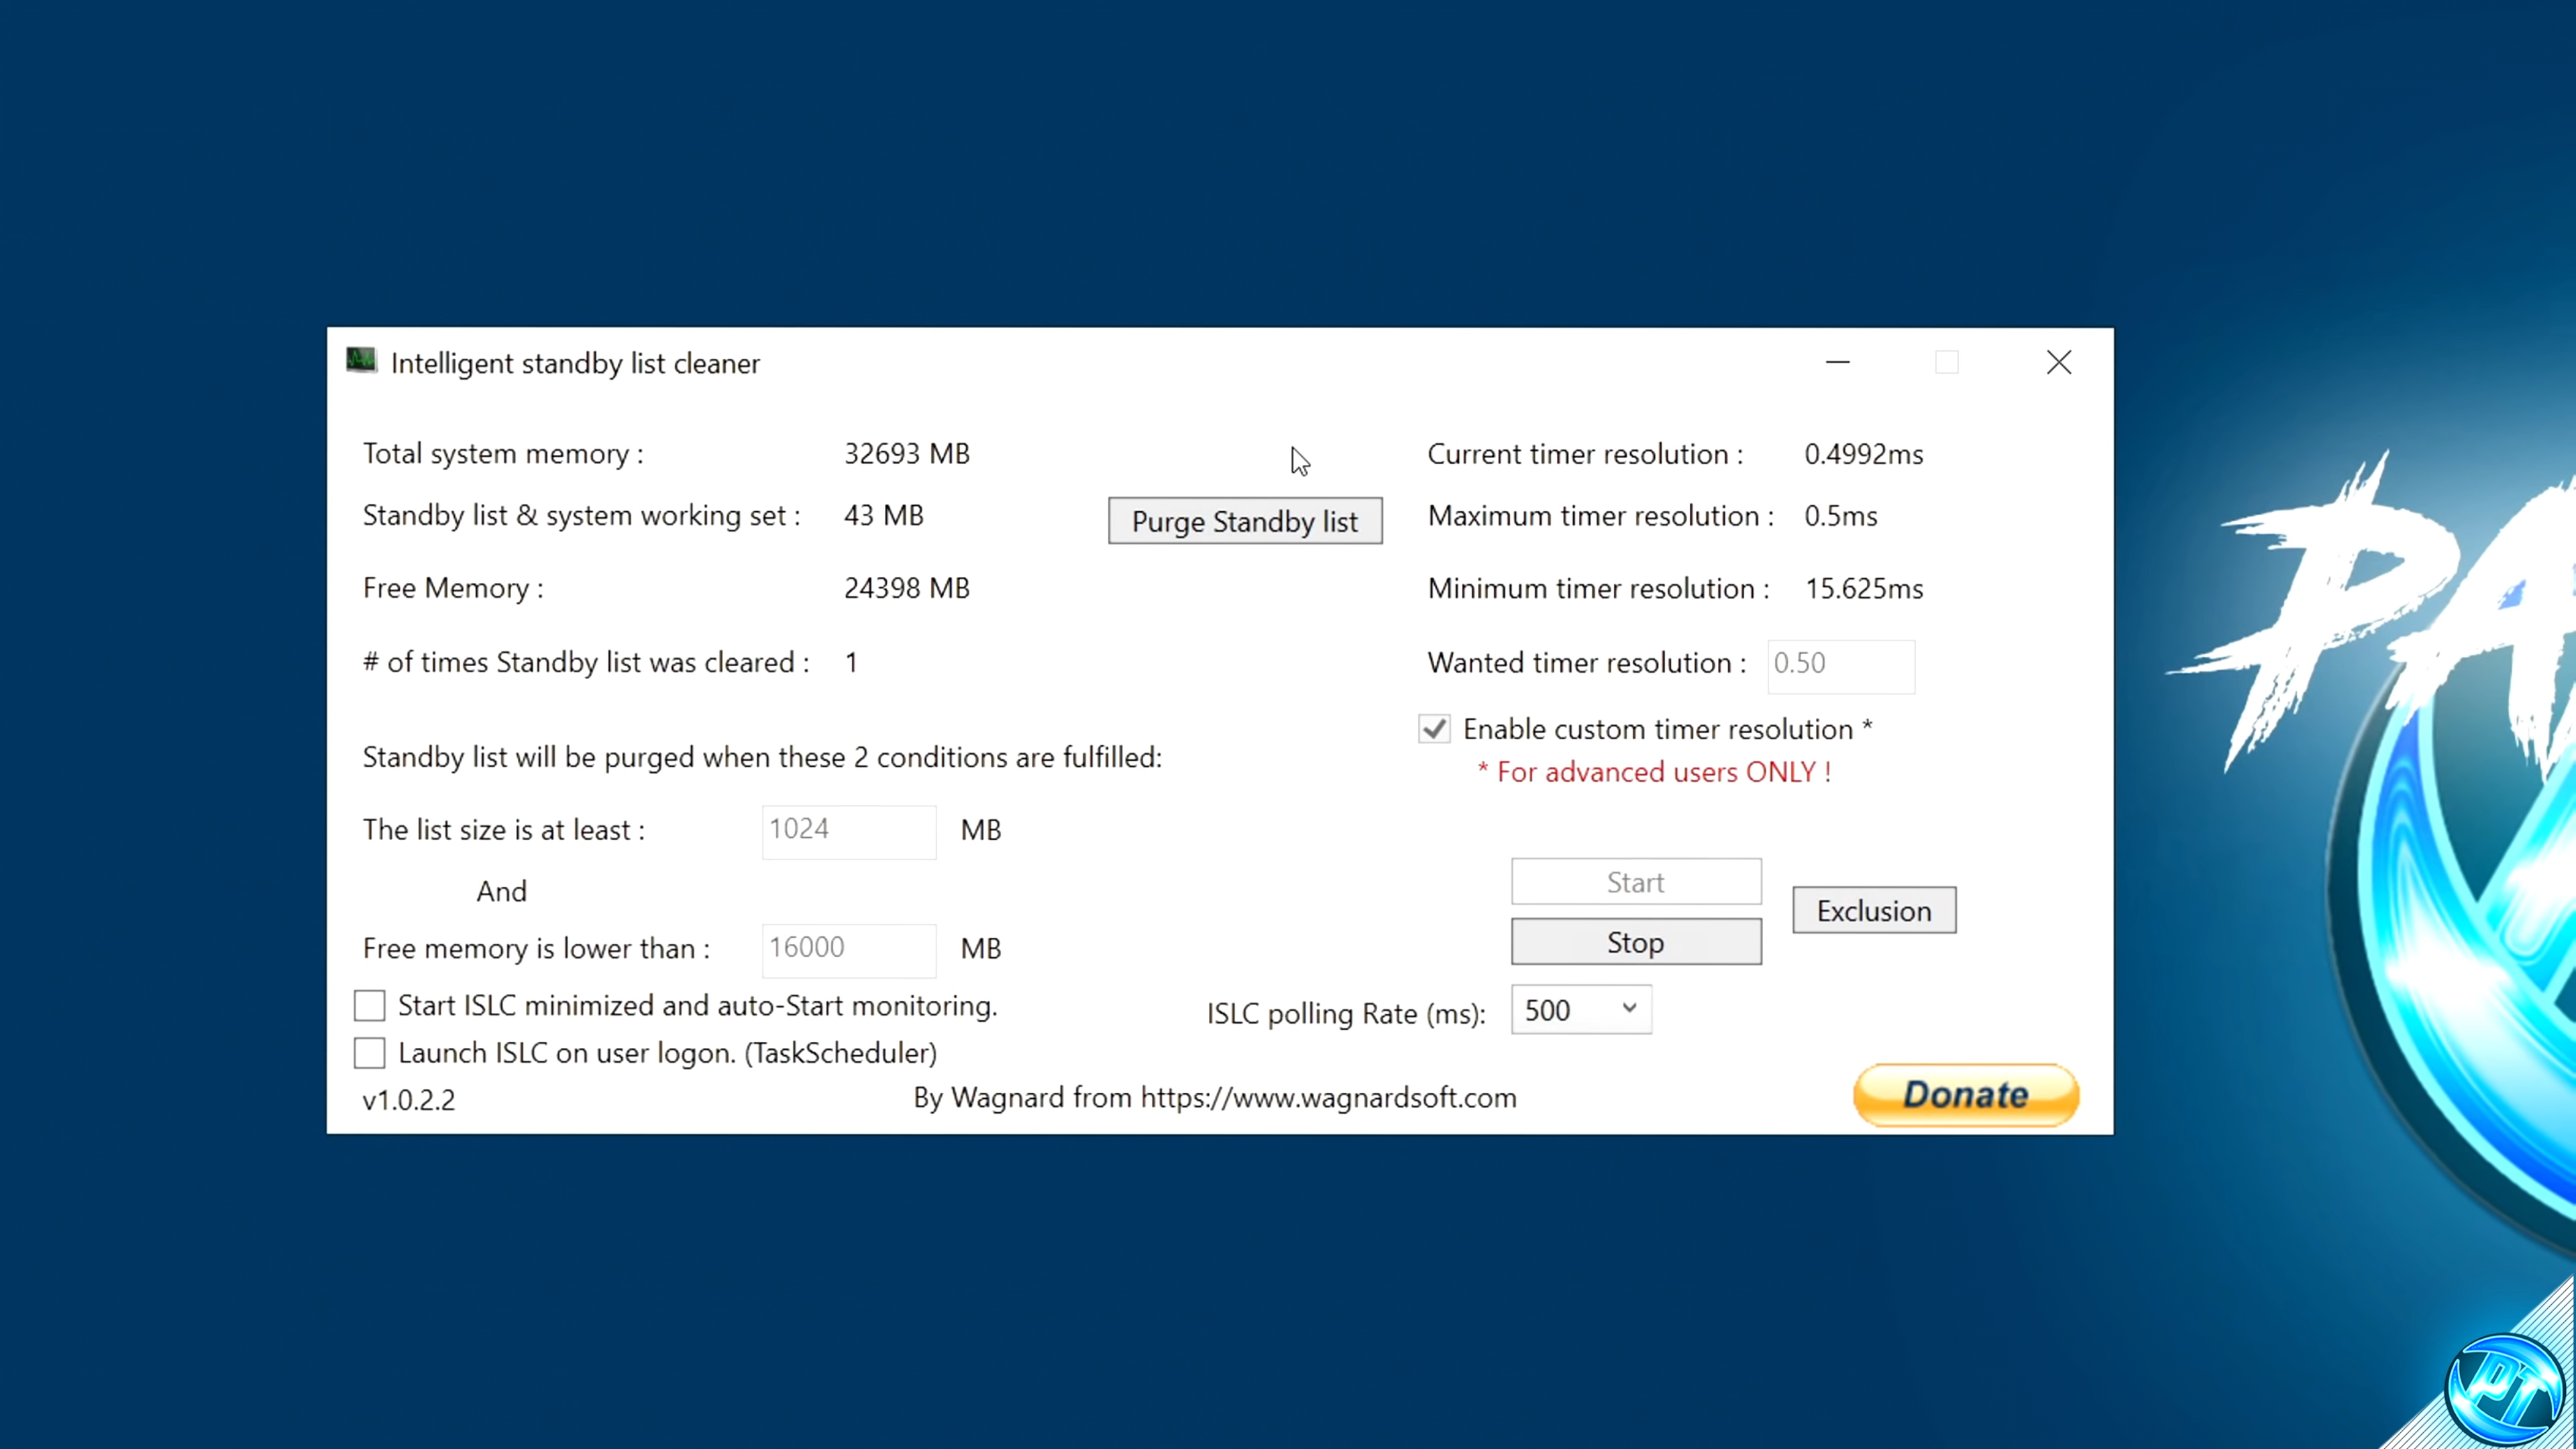 Intelligent standby list cleaner
Total system memory : 32693 MB
Standby list & system working set : 43 MB
Purge Standby list
Free Memory : 24398 MB
# of times Standby list was cleared : 1
Current timer resolution : 0.4992ms
Maximum timer resolution : 0.5ms
Minimum timer resolution : 15.625ms
Wanted timer resolution : 0.50
Enable custom timer resolution *
* For advanced users ONLY !
Standby list will be purged when these 2 conditions are fulfilled:
The list size is at least : 1024 MB
And
Free memory is lower than : 16000 MB
Start
Stop
Exclusion
Start ISLC minimized and auto-Start monitoring.
ISLC polling Rate (ms): 500
Launch ISLC on user logon. (TaskScheduler)
v1.0.2.2
By Wagnard from https://www.wagnardsoft.com
Donate
PA
PT